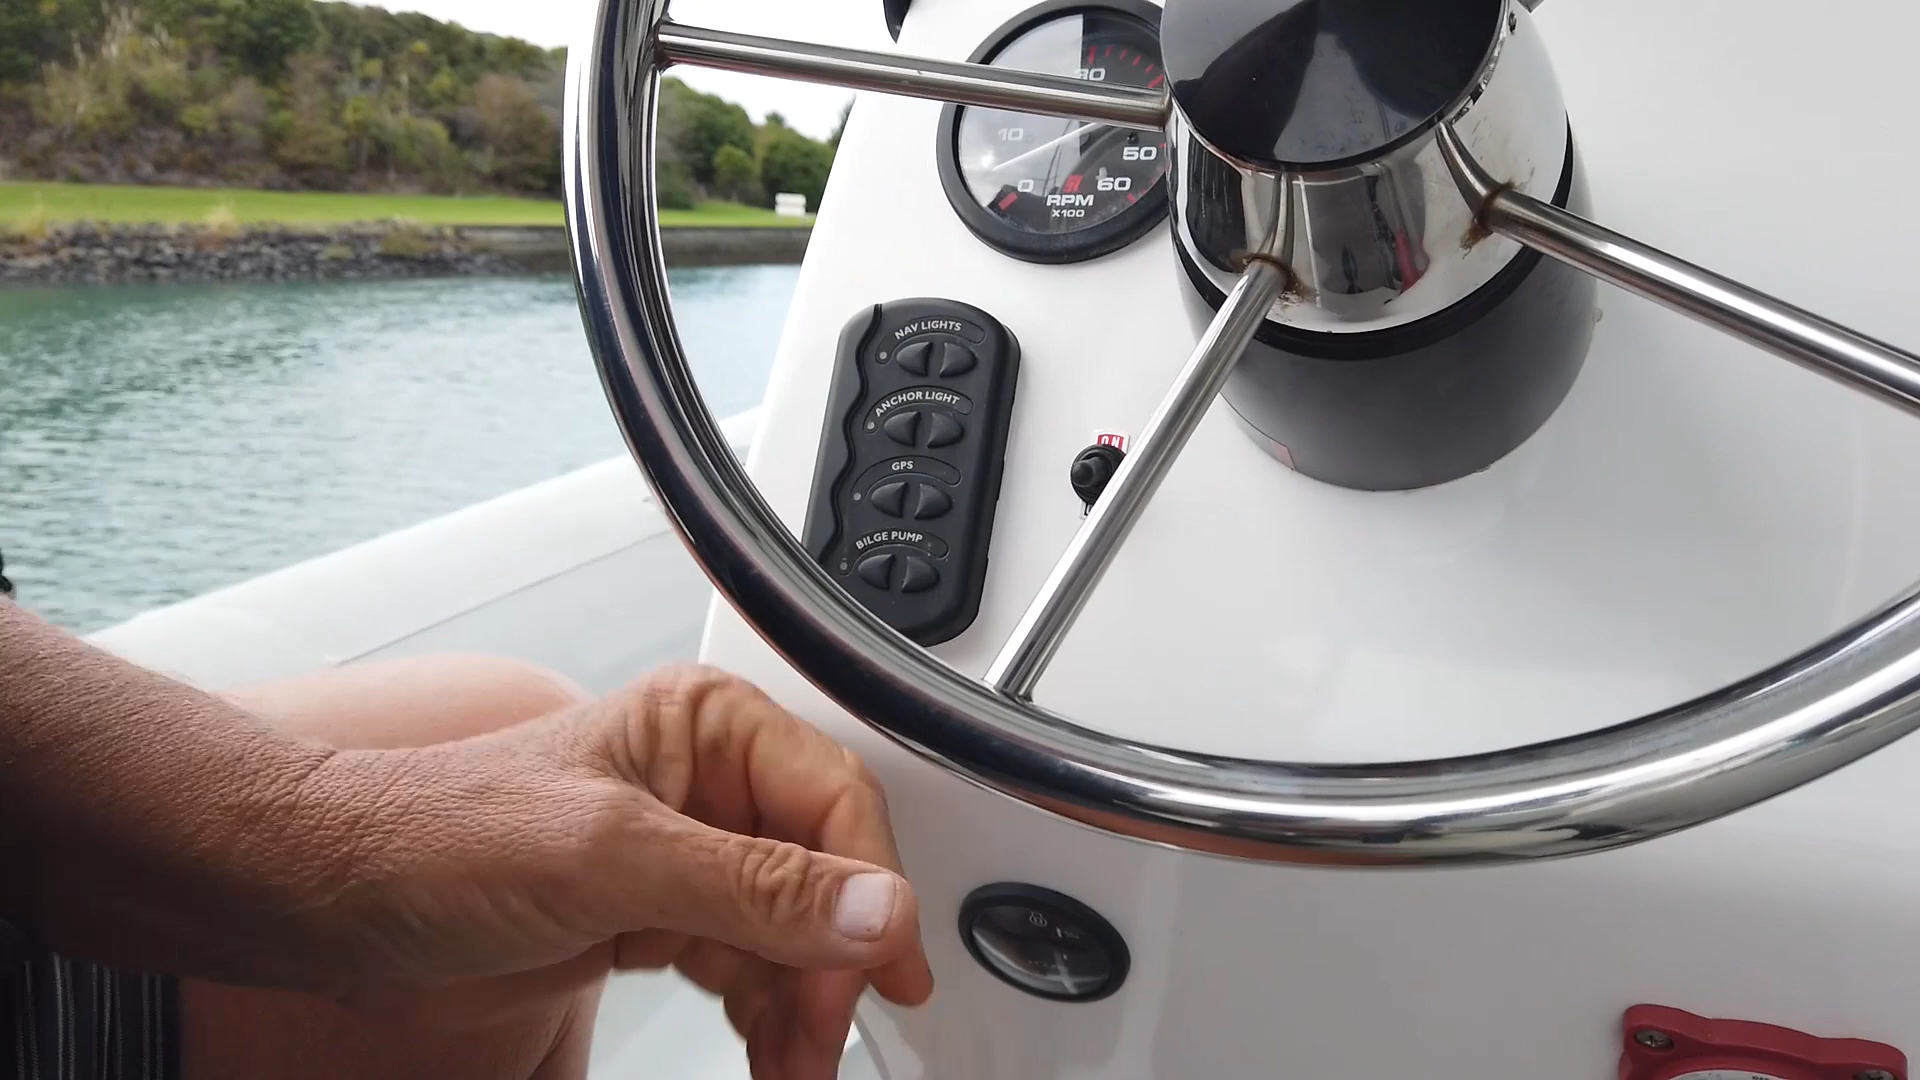 30
10
50
0
60
RPM
X100
NAV LIGHTS
ANCHOR LIGHT
GPS
BILGE PUMP
ON